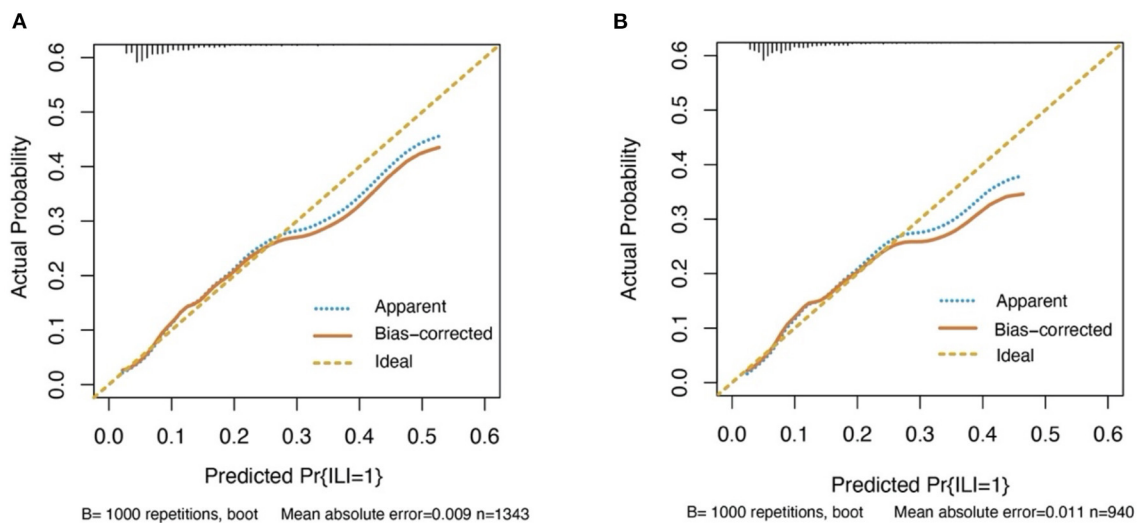 A
0.6
0.5
0.4
0.3
0.2
0.1
0.0
Actual Probability
Apparent
Bias-corrected
Ideal
0.0 0.1 0.2 0.3 0.4 0.5 0.6
Predicted Pr{ILI=1}
B= 1000 repetitions, boot Mean absolute error=0.009 n=1343
B
0.6
0.5
0.4
0.3
0.2
0.1
0.0
Actual Probability
Apparent
Bias-corrected
Ideal
0.0 0.1 0.2 0.3 0.4 0.5 0.6
Predicted Pr{ILI=1}
B= 1000 repetitions, boot Mean absolute error=0.011 n=940